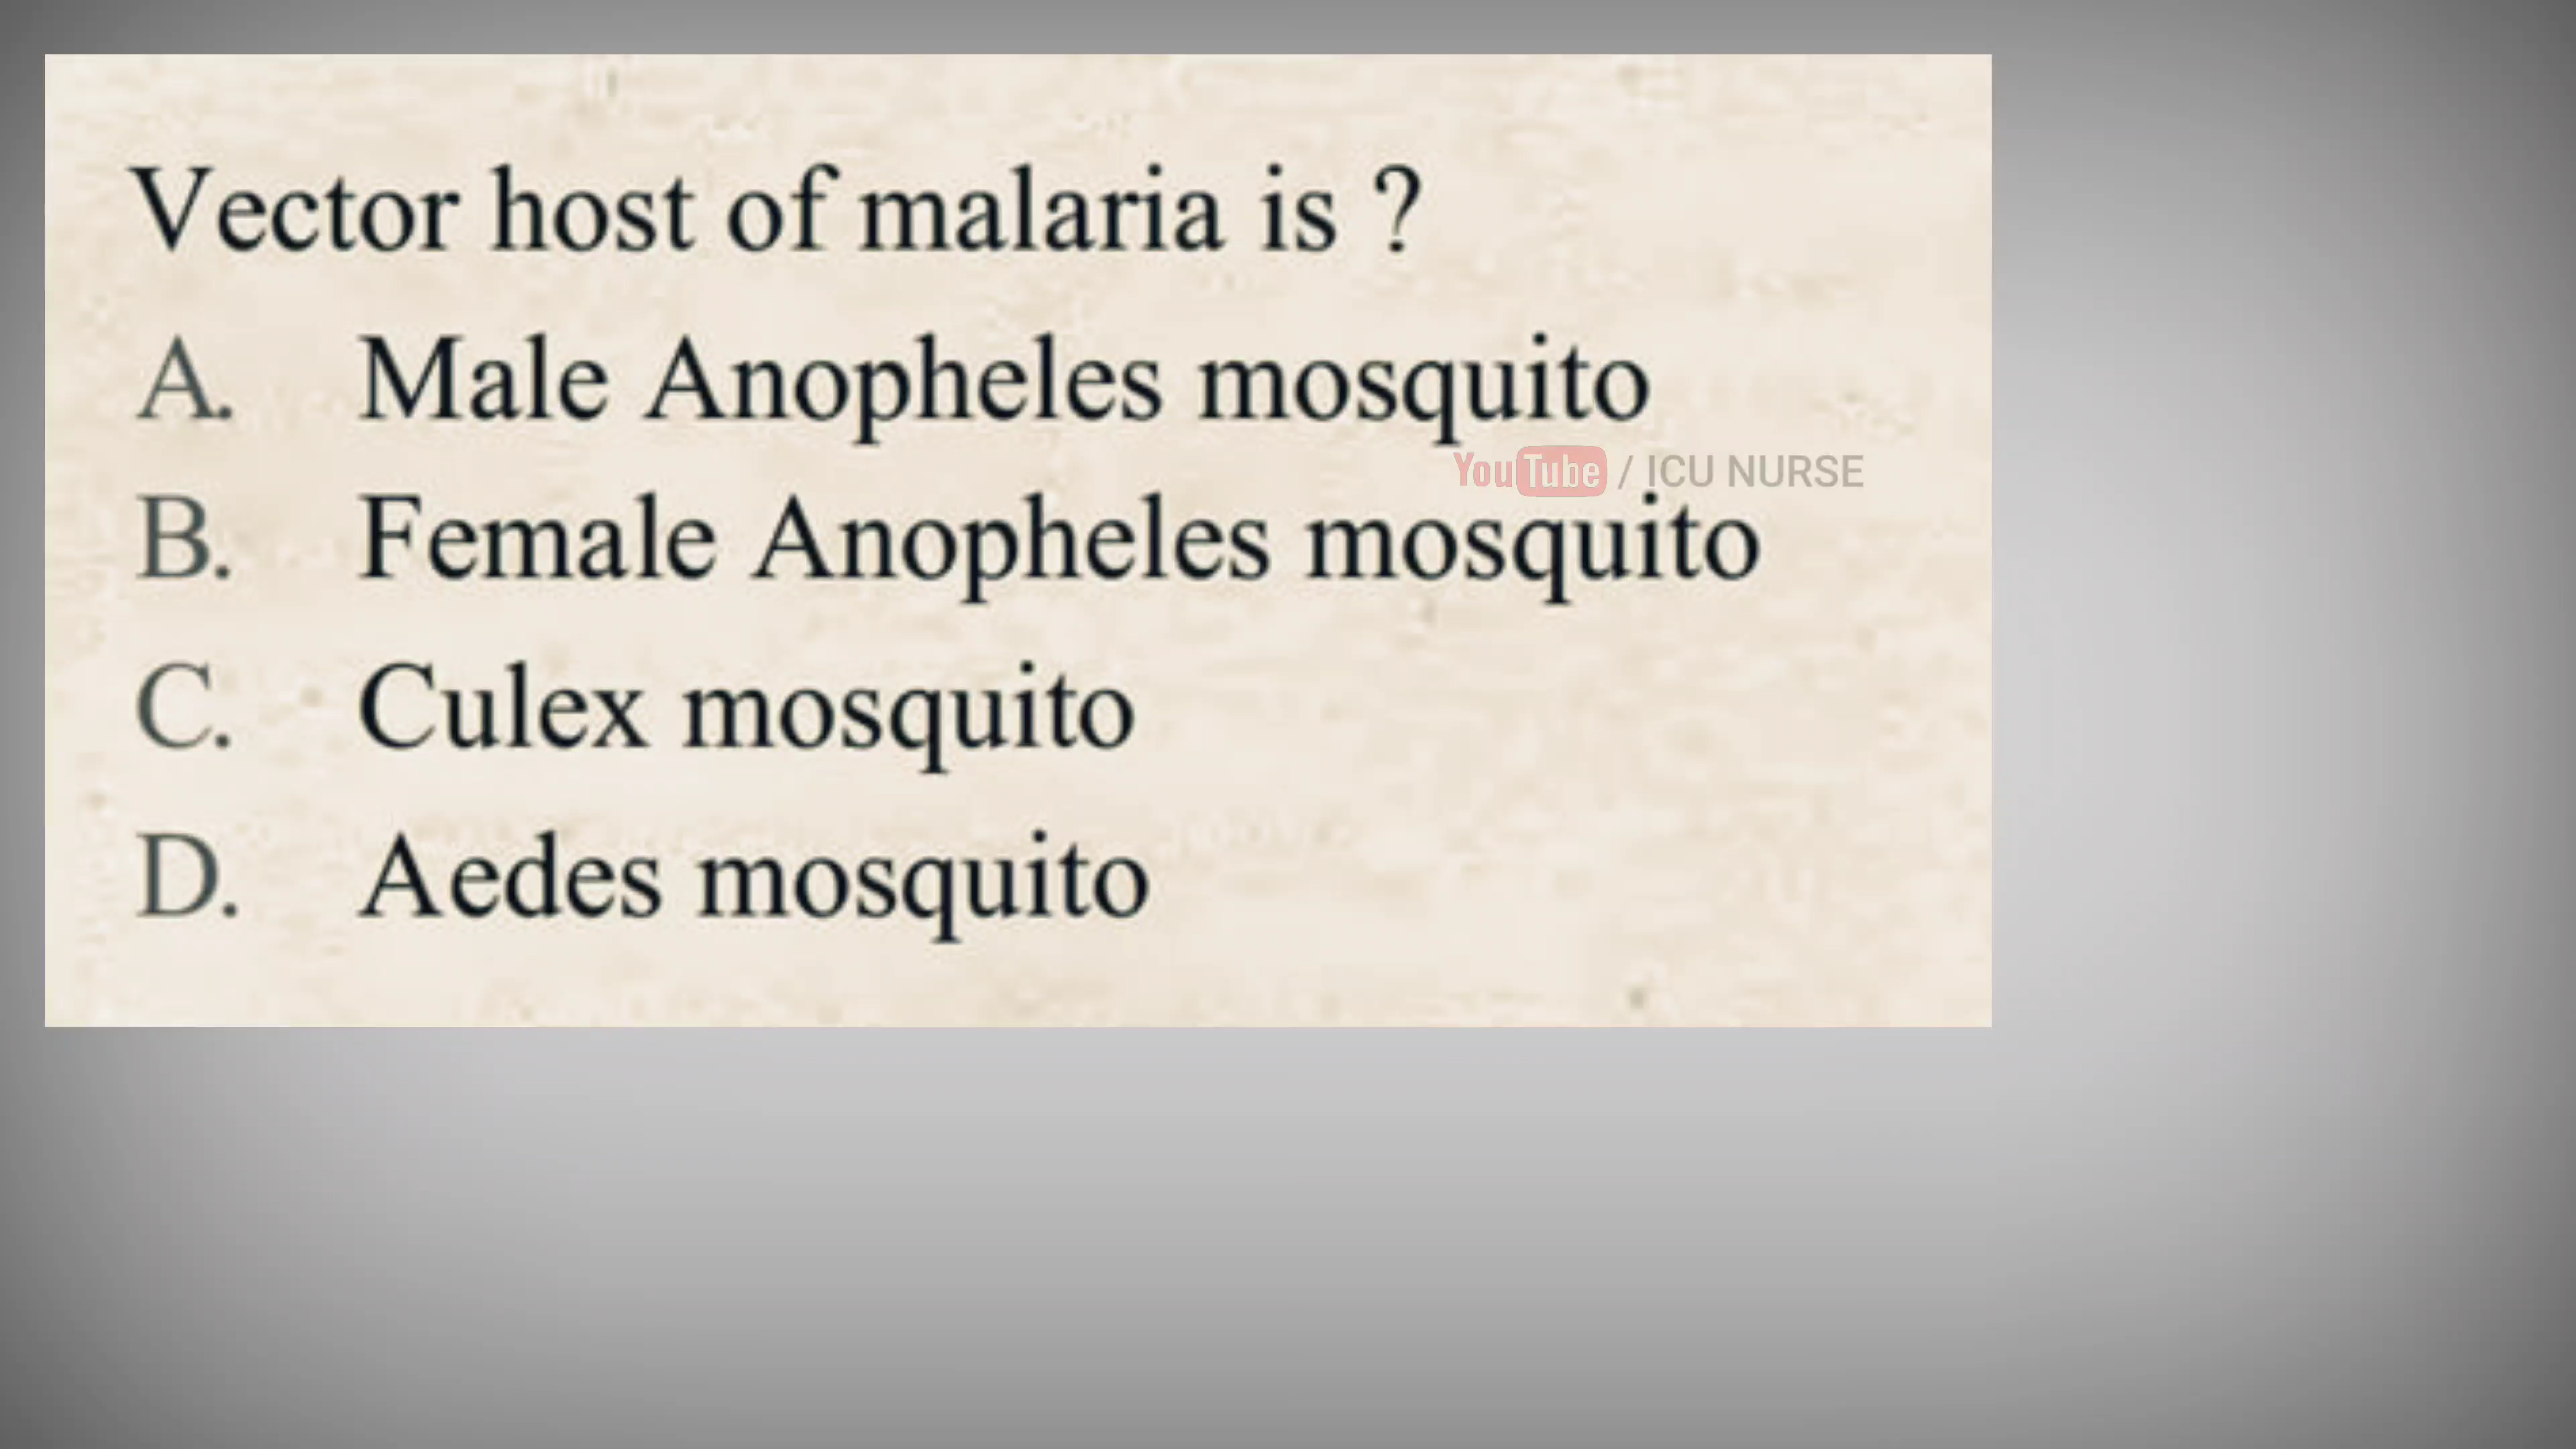 Vector host of malaria is ?
A. Male Anopheles mosquito
YouTube / ICU NURSE
B. Female Anopheles mosquito
C. Culex mosquito
D. Aedes mosquito